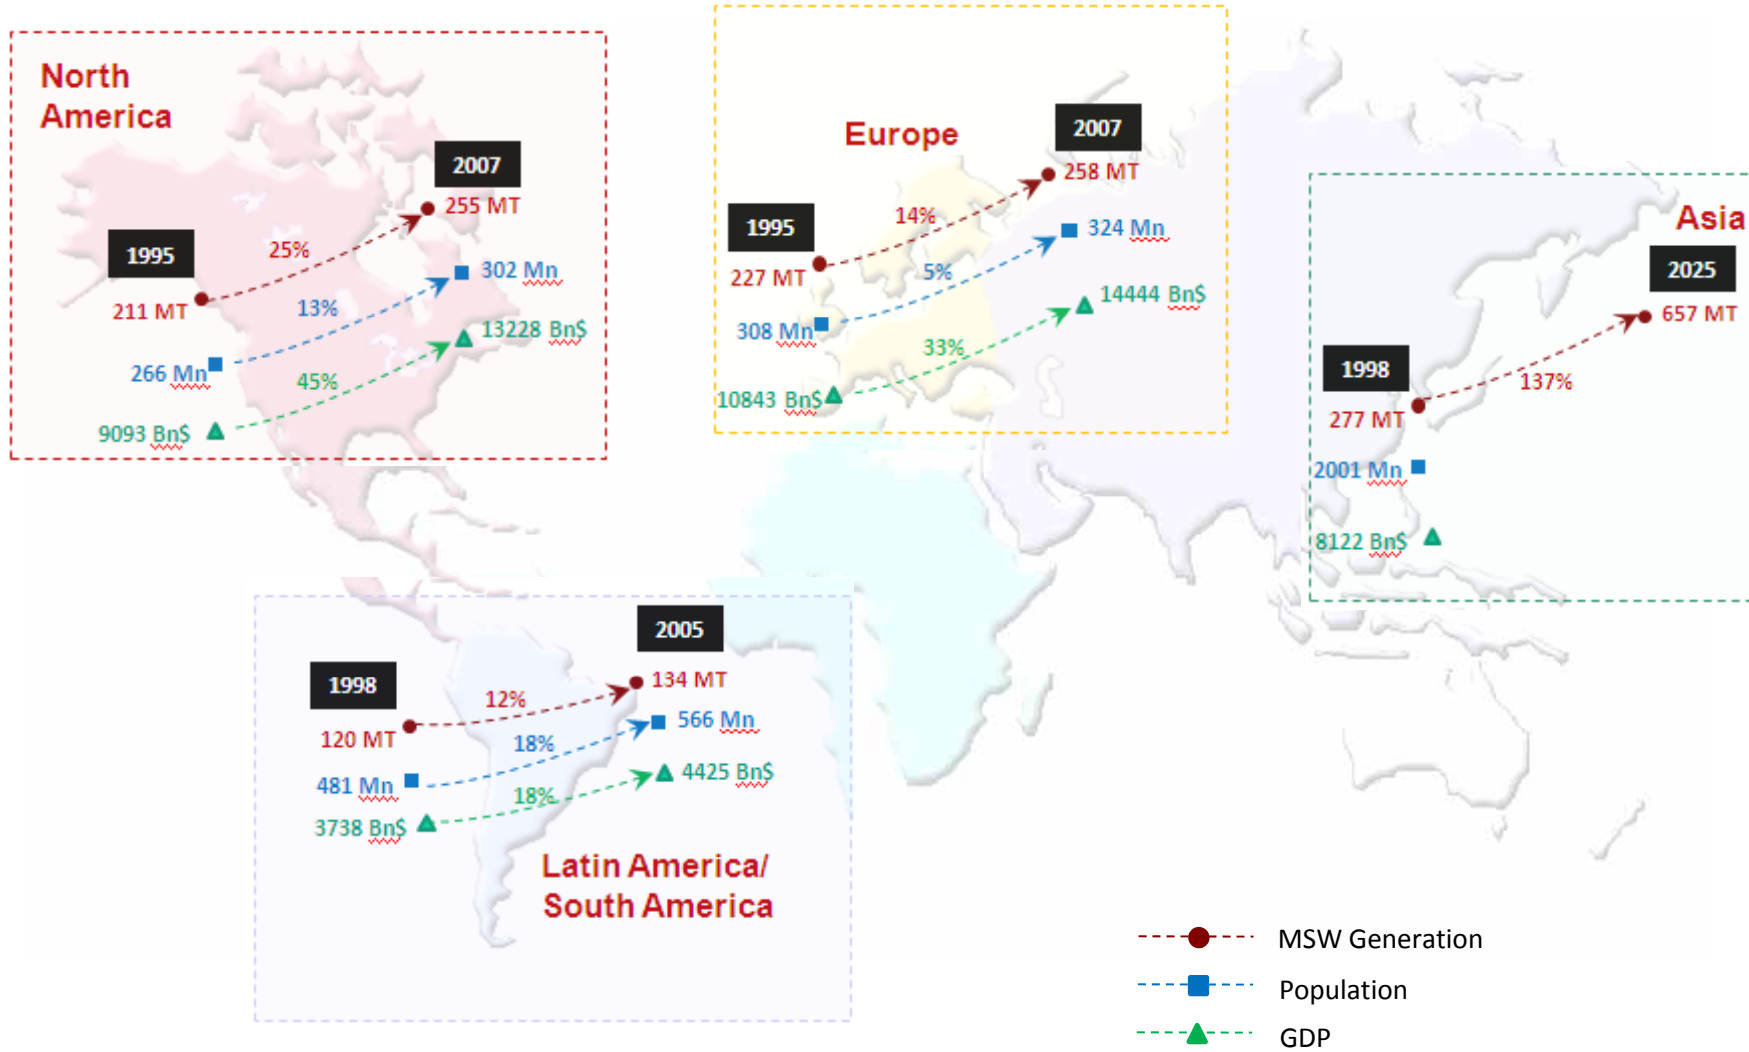 North
America
2007
255 MT
1995
25%
302 Mn
211 MT
13%
13228 Bn$
266 Mn
45%
9093 Bn$
Europe
2007
258 MT
1995
14%
324 Mn
227 MT
5%
14444 Bn$
308 Mn
33%
10843 Bn$
Asia
2025
657 MT
1998
137%
277 MT
2001 Mn
8122 Bn$
2005
1998
134 MT
12%
120 MT
566 Mn
18%
481 Mn
4425 Bn$
18%
3738 Bn$
Latin America/
South America
MSW Generation
Population
GDP